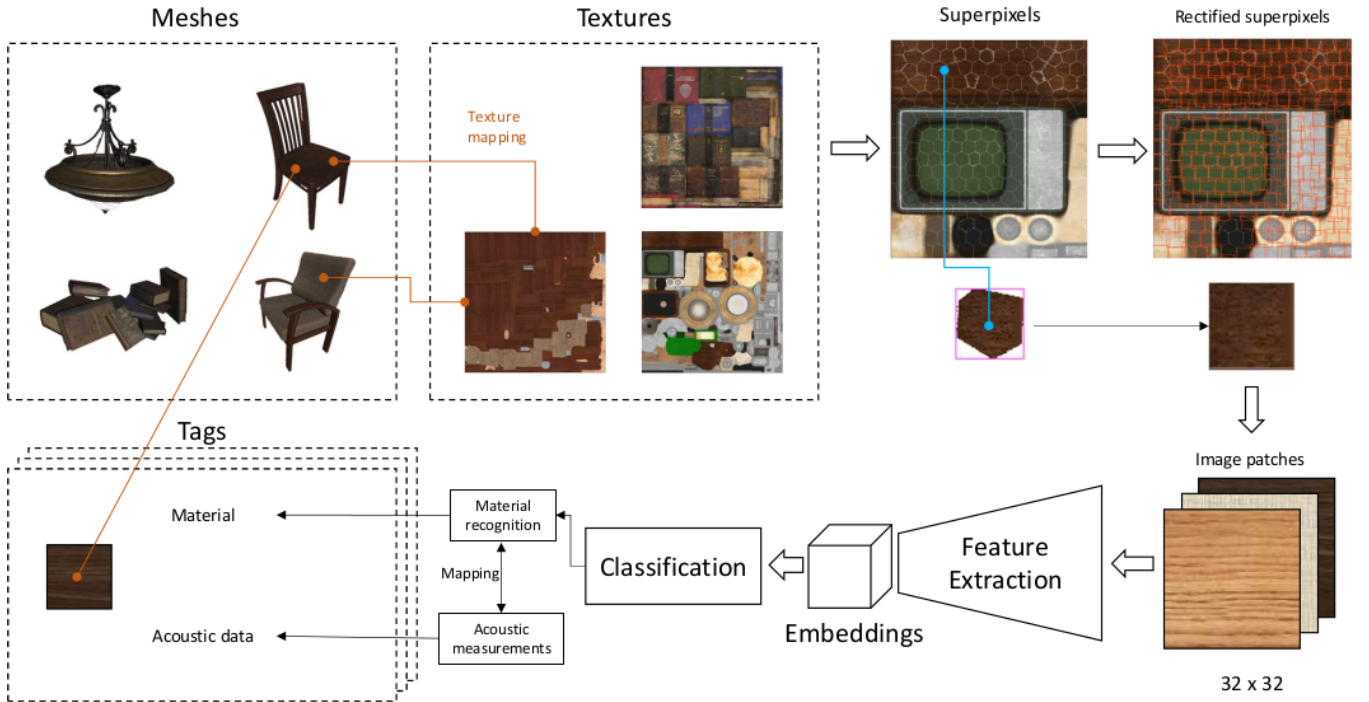 Meshes
Textures
Superpixels
Rectified superpixels
Texture
mapping
Tags
Image patches
Material
Material
recognition
Feature
Extraction
Classification
Mapping
Acoustic data
Acoustic
measurements
Embeddings
32 x 32